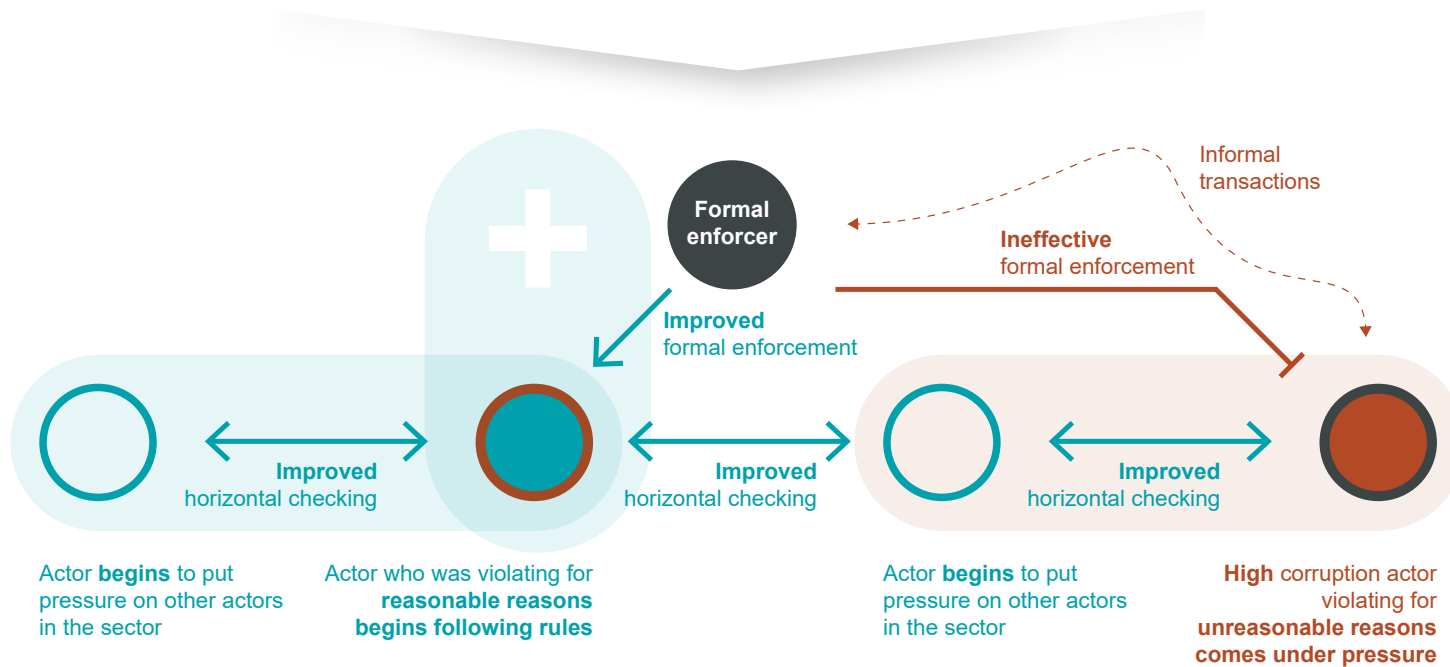 Informal
transactions
Formal
enforcer
Ineffective
formal enforcement
Improved
formal enforcement
Improved
horizontal checking
Improved
horizontal checking
Improved
horizontal checking
Actor begins to put
pressure on other actors
in the sector
Actor who was violating for
reasonable reasons
begins following rules
Actor begins to put
pressure on other actors
in the sector
High corruption actor
violating for
unreasonable reasons
comes under pressure